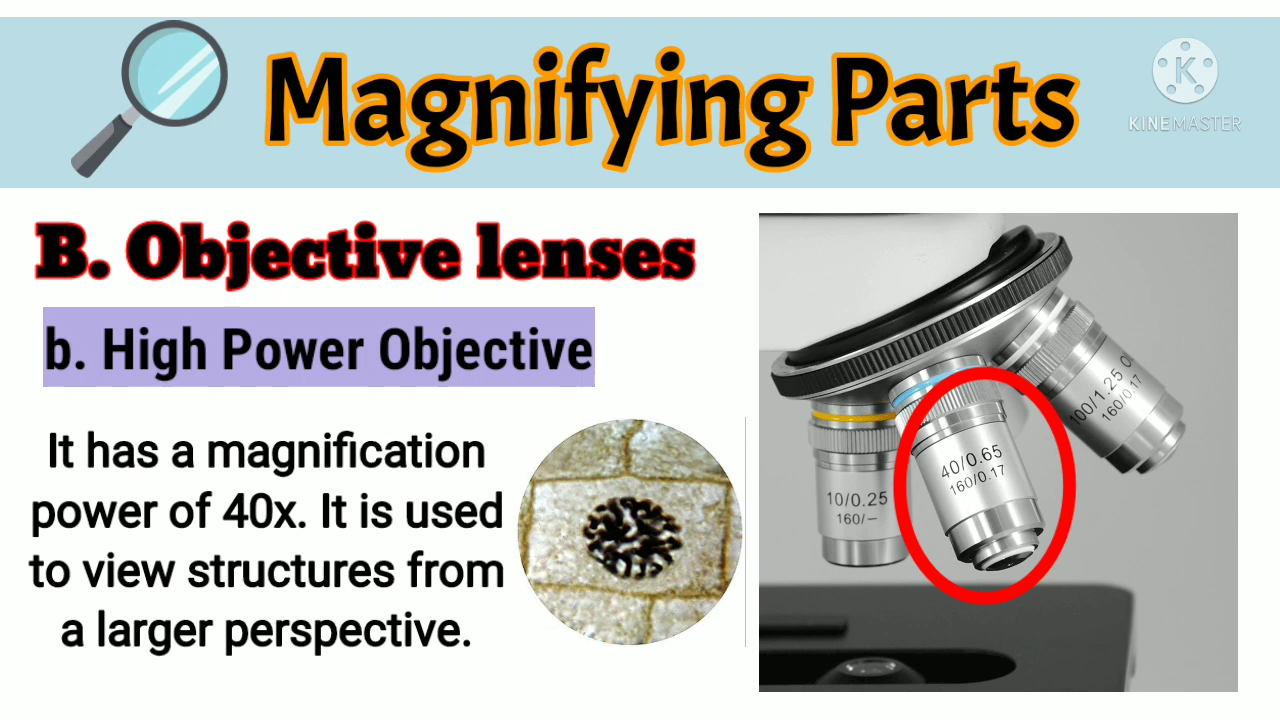 Magnifying Parts
K
KINEMASTER
B. Objective lenses
b. High Power Objective
It has a magnification
power of 40x. It is used
to view structures from
a larger perspective.
10/0.25
160/–
40/0.65
160/0.17
100/1.25
160/0.17